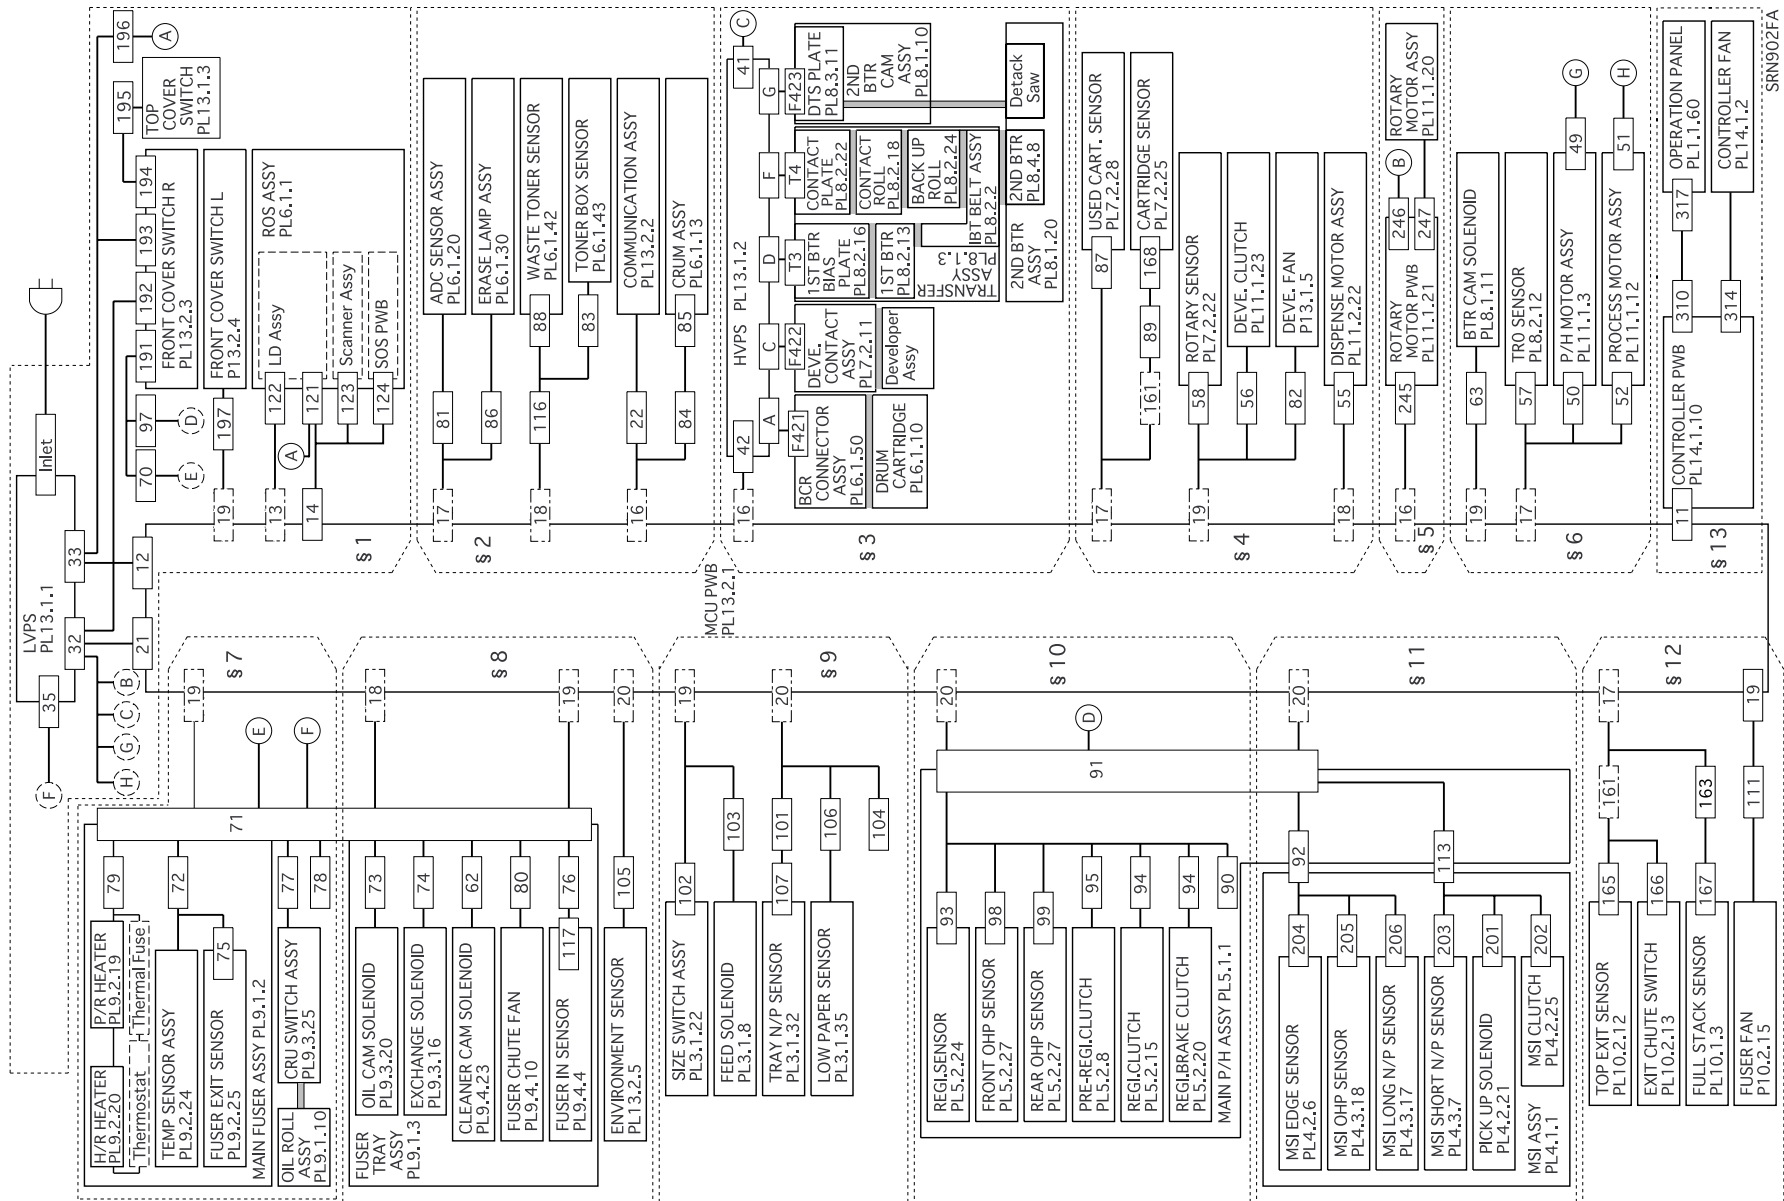 LVPS
PL13.1.1
Inlet
35
32
33
F
H
G
C
B
21
12
MCU PWB
PL13.2.1
70
97
191
192
193
194
195
196
E
D
A
TOP
COVER
SWITCH
PL13.1.3
FRONT COVER SWITCH R
PL13.2.3
197
FRONT COVER SWITCH L
P13.2.4
19
13
14
A
122
121
123
124
ROS ASSY
PL6.1.1
LD Assy
Scanner Assy
SOS PWB
§ 1
17
81
ADC SENSOR ASSY
PL6.1.20
86
ERASE LAMP ASSY
PL6.1.30
18
116
88
WASTE TONER SENSOR
PL6.1.42
83
TONER BOX SENSOR
PL6.1.43
16
22
COMMUNICATION ASSY
PL13.2.2
84
85
CRUM ASSY
PL6.1.13
§ 2
16
42
HVPS PL13.1.2
41
C
A
C
D
F
G
F421
F422
T3
T4
F423
BCR
CONNECTOR
ASSY
PL6.1.50
DRUM
CARTRIDGE
PL6.1.10
DEVE.
CONTACT
ASSY
PL7.2.11
Developer
Assy
1ST BTR
BIAS
PLATE
PL8.2.16
1ST BTR
PL8.2.13
TRANSFER
ASSY
PL8.1.3
CONTACT
PLATE
PL8.2.22
CONTACT
ROLL
PL8.2.18
BACK UP
ROLL
PL8.2.24
IBT BELT ASSY
PL8.2.2
2ND BTR
ASSY
PL8.1.20
2ND BTR
PL8.4.8
DTS PLATE
PL8.3.11
2ND
BTR
CAM
ASSY
PL8.1.10
Detack
Saw
§ 3
17
87
USED CART. SENSOR
PL7.2.28
161
89
168
CARTRIDGE SENSOR
PL7.2.25
19
58
ROTARY SENSOR
PL7.2.22
56
DEVE. CLUTCH
PL11.1.23
82
DEVE. FAN
P13.1.5
18
55
DISPENSE MOTOR ASSY
PL11.2.22
§ 4
16
245
ROTARY
MOTOR PWB
PL11.1.21
246
B
247
ROTARY
MOTOR ASSY
PL11.1.20
§ 5
19
63
BTR CAM SOLENOID
PL8.1.11
17
57
TRO SENSOR
PL8.2.12
50
P/H MOTOR ASSY
PL11.1.3
49
G
52
PROCESS MOTOR ASSY
PL11.1.12
51
H
§ 6
11
CONTROLLER PWB
PL14.1.10
310
317
OPERATION PANEL
PL1.1.60
314
CONTROLLER FAN
PL14.1.2
§ 13
SRN902FA
§ 7
19
E
F
71
79
H/R HEATER
PL9.2.20
P/R HEATER
PL9.2.19
Thermostat
Thermal Fuse
72
TEMP SENSOR ASSY
PL9.2.24
75
FUSER EXIT SENSOR
PL9.2.25
MAIN FUSER ASSY PL9.1.2
77
78
CRU SWITCH ASSY
PL9.3.25
OIL ROLL
ASSY
PL9.1.10
§ 8
18
19
20
73
OIL CAM SOLENOID
PL9.3.20
74
EXCHANGE SOLENOID
PL9.3.16
62
CLEANER CAM SOLENOID
PL9.4.23
80
FUSER CHUTE FAN
PL9.4.10
76
117
FUSER IN SENSOR
PL9.4.4
FUSER
TRAY
ASSY
PL9.1.3
105
ENVIRONMENT SENSOR
PL13.2.5
§ 9
19
20
102
SIZE SWITCH ASSY
PL3.1.22
103
FEED SOLENOID
PL3.1.8
101
107
TRAY N/P SENSOR
PL3.1.32
106
LOW PAPER SENSOR
PL3.1.35
104
§ 10
20
D
91
93
REGI.SENSOR
PL5.2.24
98
FRONT OHP SENSOR
PL5.2.27
99
REAR OHP SENSOR
PL5.2.27
95
PRE-REGI.CLUTCH
PL5.2.8
94
REGI.CLUTCH
PL5.2.15
94
REGI.BRAKE CLUTCH
PL5.2.20
90
MAIN P/H ASSY PL5.1.1
§ 11
20
92
113
204
MSI EDGE SENSOR
PL4.2.6
205
MSI OHP SENSOR
PL4.3.18
206
MSI LONG N/P SENSOR
PL4.3.17
203
MSI SHORT N/P SENSOR
PL4.3.7
201
PICK UP SOLENOID
PL4.2.21
202
MSI CLUTCH
PL4.2.25
MSI ASSY
PL4.1.1
§ 12
17
19
161
163
111
165
TOP EXIT SENSOR
PL10.2.12
166
EXIT CHUTE SWITCH
PL10.2.13
167
FULL STACK SENSOR
PL10.1.3
FUSER FAN
P10.2.15